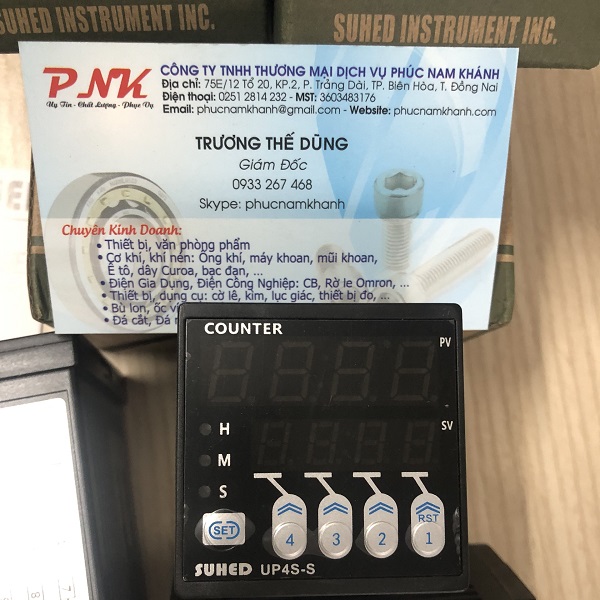 SUHED INSTRUMENT INC.
PNK
Uy Tín - Chất Lượng - Phục Vụ
CÔNG TY TNHH THƯƠNG MẠI DỊCH VỤ PHÚC NAM KHÁNH
Địa chỉ: 75E/12 Tổ 20, KP.2, P. Trảng Dài, TP. Biên Hòa, T. Đồng Nai
Điện thoại: 0251 2814 232 - MST: 3603483176
Email: phucnamkhanh@gmail.com - Website: phucnamkhanh.com
TRƯƠNG THẾ DŨNG
Giám Đốc
0933 267 468
Skype: phucnamkhanh
Chuyên Kinh Doanh:
• Thiết bị, văn phòng phẩm
• Cơ khí, khí nén: Ống khí, máy khoan, mũi khoan,
Ê tô, dây Curoa, bạc đạn, ...
• Điện Gia Dụng, Điện Công Nghiệp: CB, Rờ le Omron, ...
• Thiết bị, dụng cụ: cờ lê, kìm, lục giác, thiết bị đo, ...
• Bù lon, ốc
• Đá cắt, Đá
COUNTER
PV
H
SV
M
S
SET
4
3
2
RST
1
SUHED UP4S-S